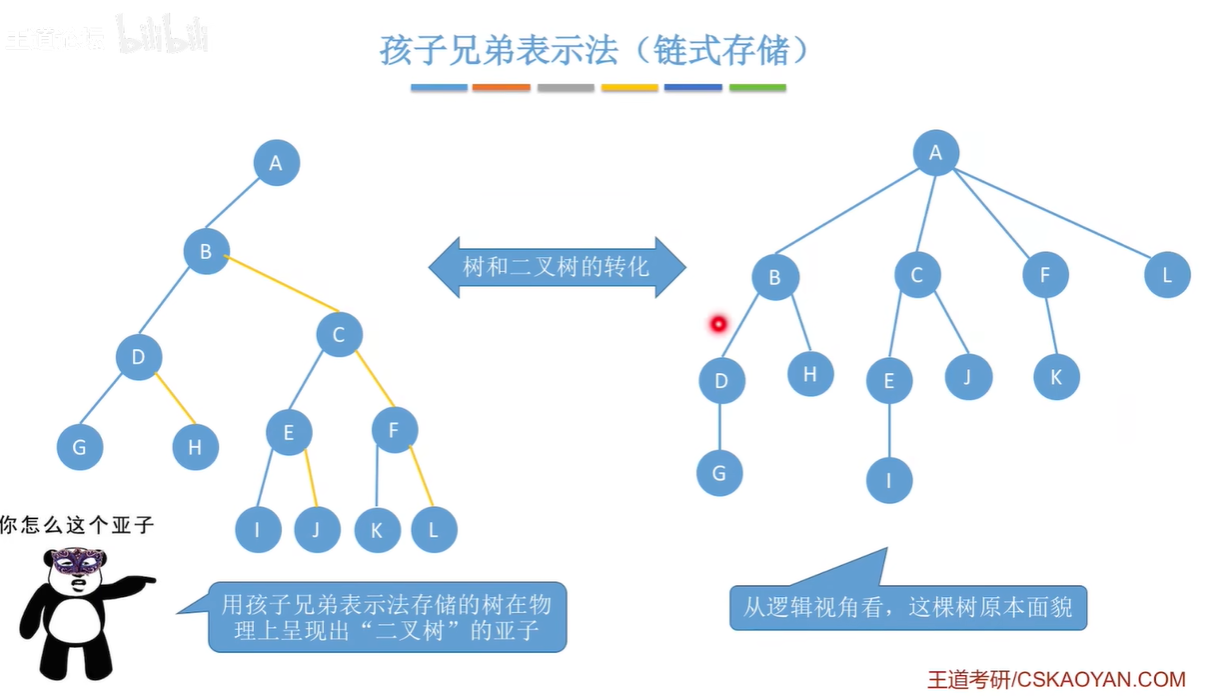 王道论坛 bilibili
孩子兄弟表示法（链式存储）
A
B
C
D
E
F
G
H
I
J
K
L
树和二叉树的转化
A
B
C
F
L
D
H
E
J
K
G
I
你怎么这个亚子
用孩子兄弟表示法存储的树在物
理上呈现出“二叉树”的亚子
从逻辑视角看，这棵树原本面貌
王道考研/CSKAOYAN.COM